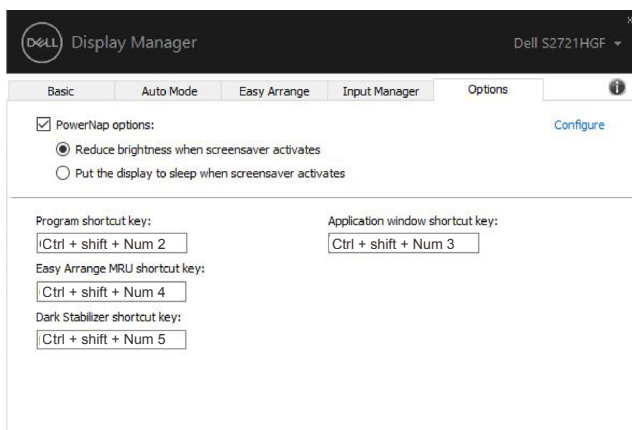 DELL Display Manager
Dell S2721HGF
Basic Auto Mode Easy Arrange Input Manager Options
PowerNap options: Configure
Reduce brightness when screensaver activates
Put the display to sleep when screensaver activates
Program shortcut key: Application window shortcut key:
Ctrl + shift + Num 2 Ctrl + shift + Num 3
Easy Arrange MRU shortcut key:
Ctrl + shift + Num 4
Dark Stabilizer shortcut key:
Ctrl + shift + Num 5